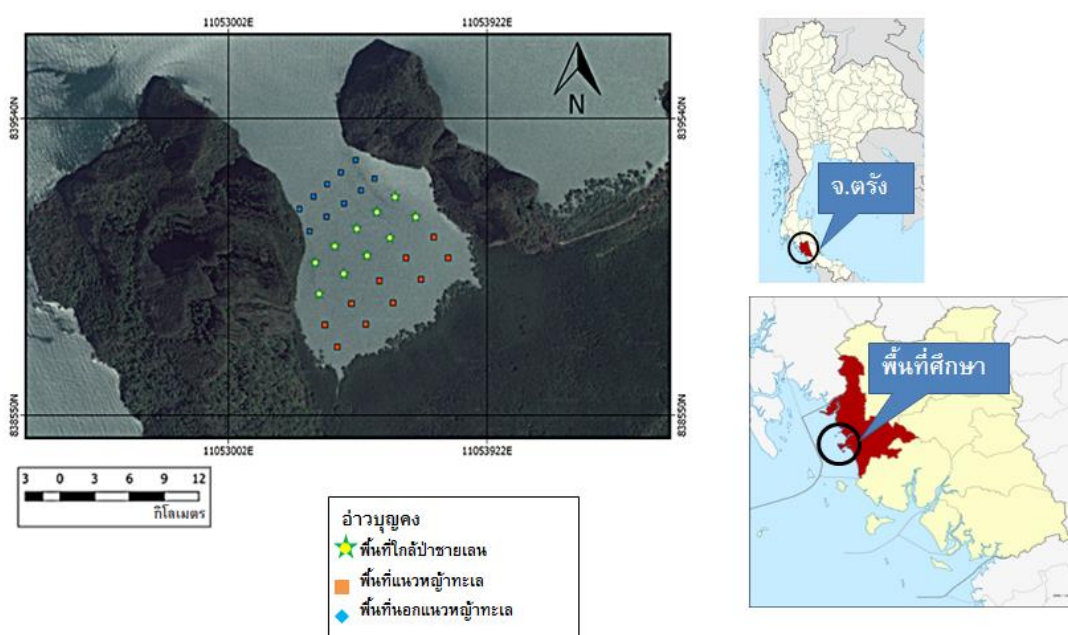 11053002E 11053922E
839540N 839540N
N
838550N 838550N
11053002E 11053922E
3 0 3 6 9 12
กิโลเมตร
อ่าวบุญคง
พื้นที่ใกล้ป่าชายเลน
พื้นที่แนวหญ้าทะเล
พื้นที่นอกแนวหญ้าทะเล
จ.ตรัง
พื้นที่ศึกษา